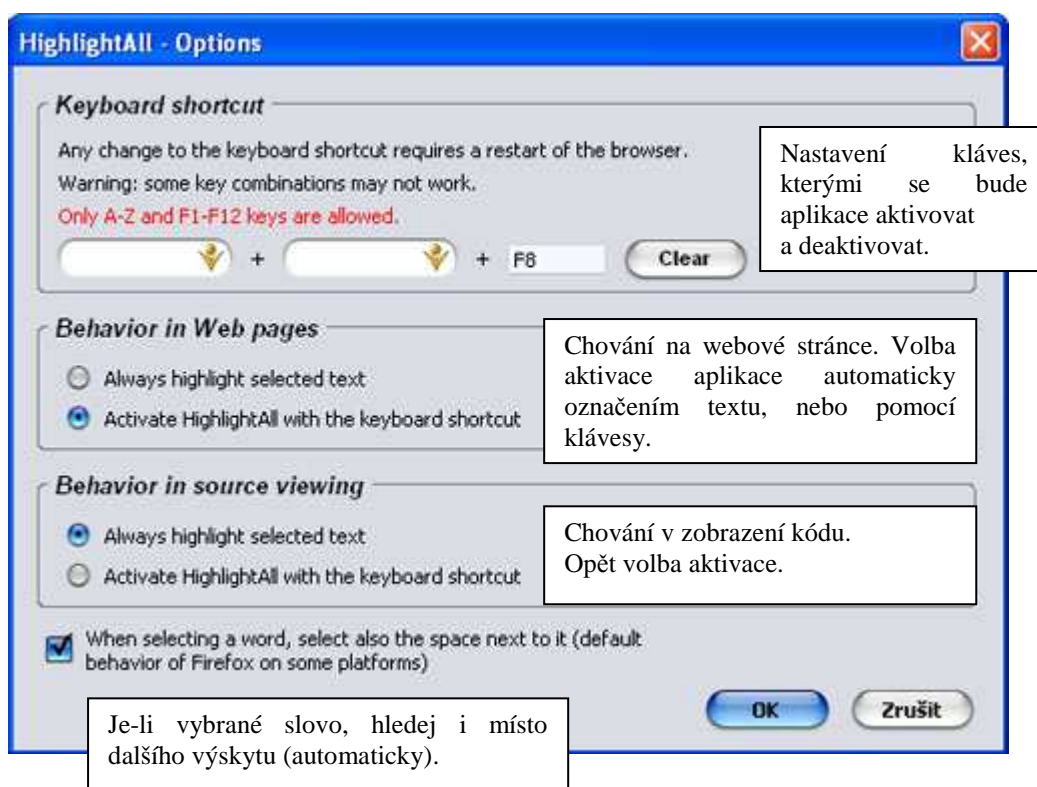 HighlightAll - Options
Keyboard shortcut
Any change to the keyboard shortcut requires a restart of the browser.
Warning: some key combinations may not work.
Only A-Z and F1-F12 keys are allowed.
+ + F8 Clear
Nastavení kláves,
kterými se bude
aplikace aktivovat
a deaktivovat.
Behavior in Web pages
Always highlight selected text
Activate HighlightAll with the keyboard shortcut
Chování na webové stránce. Volba
aktivace aplikace automaticky
označením textu, nebo pomocí
klávesy.
Behavior in source viewing
Always highlight selected text
Activate HighlightAll with the keyboard shortcut
Chování v zobrazení kódu.
Opět volba aktivace.
When selecting a word, select also the space next to it (default
behavior of Firefox on some platforms)
OK Zrušit
Je-li vybrané slovo, hledej i místo
dalšího výskytu (automaticky).